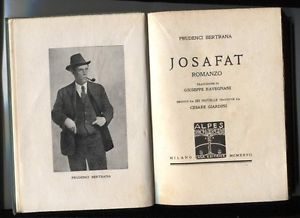 PRUDENCI BERTRANA
PRUDENCI BERTRANA
JOSAFAT
ROMANZO
TRADUZIONE DI
GIUSEPPE RAVEGNANI
SEGUITO DA SEI NOVELLE TRADOTTE DA
CESARE GIARDINI
ALPES
MILANO
MCMXXVII